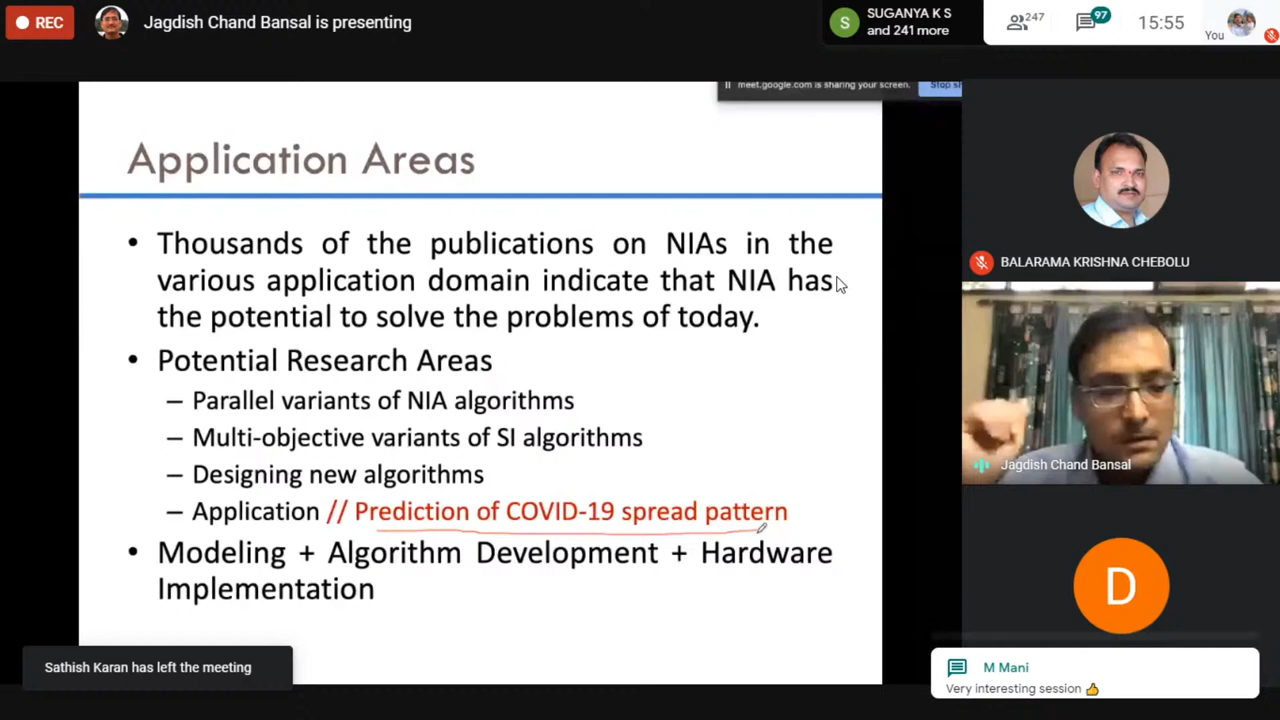 REC
Jagdish Chand Bansal is presenting
S
SUGANYA K S
and 241 more
247
97
15:55
You
meet.google.com is sharing your screen.
Stop s
Application Areas
• Thousands of the publications on NIAs in the
various application domain indicate that NIA has
the potential to solve the problems of today.
• Potential Research Areas
– Parallel variants of NIA algorithms
– Multi-objective variants of SI algorithms
– Designing new algorithms
– Application // Prediction of COVID-19 spread pattern
• Modeling + Algorithm Development + Hardware
Implementation
BALARAMA KRISHNA CHEBOLU
Jagdish Chand Bansal
D
Sathish Karan has left the meeting
M Mani
Very interesting session 👍